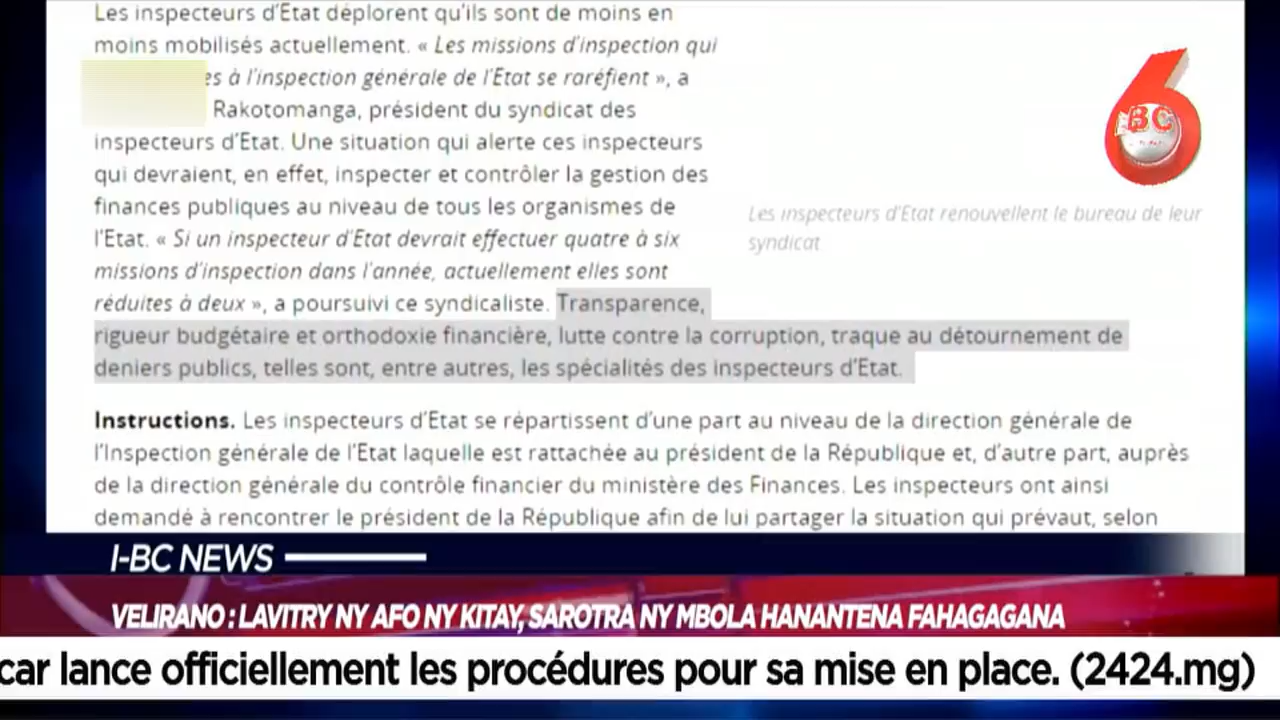 Les inspecteurs d'Etat déplorent qu'ils sont de moins en
moins mobilisés actuellement. « Les missions d'inspection qui
es à l'inspection générale de l'Etat se raréfient », a
Rakotomanga, président du syndicat des
inspecteurs d'Etat. Une situation qui alerte ces inspecteurs
qui devraient, en effet, inspecter et contrôler la gestion des
finances publiques au niveau de tous les organismes de
l'Etat. « Si un inspecteur d'Etat devrait effectuer quatre à six
missions d'inspection dans l'année, actuellement elles sont
réduites à deux », a poursuivi ce syndicaliste. Transparence,
rigueur budgétaire et orthodoxie financière, lutte contre la corruption, traque au détournement de
deniers publics, telles sont, entre autres, les spécialités des inspecteurs d'Etat.
Les inspecteurs d'Etat renouvellent le bureau de leur
syndicat
Instructions. Les inspecteurs d'Etat se répartissent d'une part au niveau de la direction générale de
l'Inspection générale de l'Etat laquelle est rattachée au président de la République et, d'autre part, auprès
de la direction générale du contrôle financier du ministère des Finances. Les inspecteurs ont ainsi
demandé à rencontrer le président de la République afin de lui partager la situation qui prévaut, selon
6
BC
I-BC NEWS
VELIRANO : LAVITRY NY AFO NY KITAY, SAROTRA NY MBOLA HANANTENA FAHAGAGANA
car lance officiellement les procédures pour sa mise en place. (2424.mg)